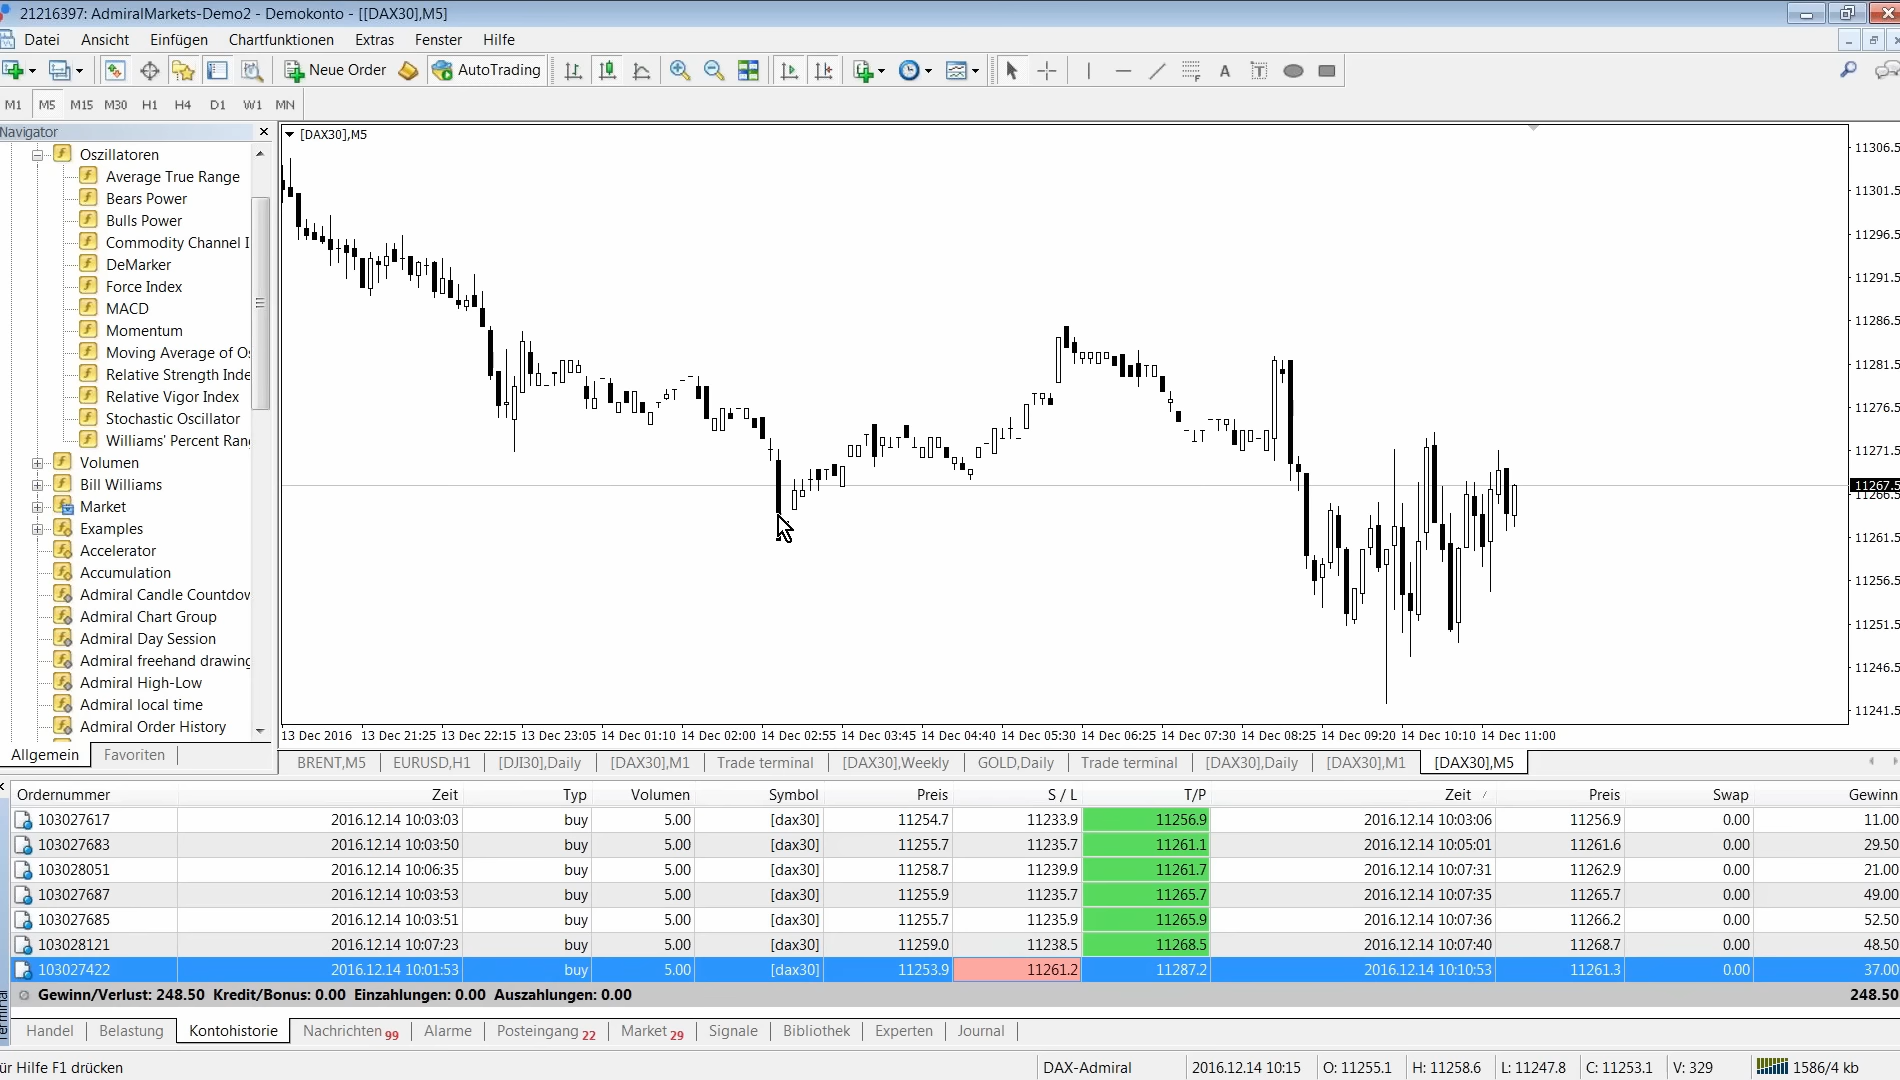 21216397: AdmiralMarkets-Demo2 - Demokonto - [[DAX30],M5]
Datei Ansicht Einfügen Chartfunktionen Extras Fenster Hilfe
Neue Order AutoTrading
M1 M5 M15 M30 H1 H4 D1 W1 MN
Navigator
Oszillatoren
Average True Range
Bears Power
Bulls Power
Commodity Channel I
DeMarker
Force Index
MACD
Momentum
Moving Average of Os
Relative Strength Inde
Relative Vigor Index
Stochastic Oscillator
Williams' Percent Ran
Volumen
Bill Williams
Market
Examples
Accelerator
Accumulation
Admiral Candle Countdow
Admiral Chart Group
Admiral Day Session
Admiral freehand drawing
Admiral High-Low
Admiral local time
Admiral Order History
Allgemein Favoriten
[DAX30],M5
11306.5
11301.5
11296.5
11291.5
11286.5
11281.5
11276.5
11271.5
11267.5
11266.5
11261.5
11256.5
11251.5
11246.5
11241.5
13 Dec 2016 13 Dec 21:25 13 Dec 22:15 13 Dec 23:05 14 Dec 01:10 14 Dec 02:00 14 Dec 02:55 14 Dec 03:45 14 Dec 04:40 14 Dec 05:30 14 Dec 06:25 14 Dec 07:30 14 Dec 08:25 14 Dec 09:20 14 Dec 10:10 14 Dec 11:00
BRENT,M5 EURUSD,H1 [DJI30],Daily [DAX30],M1 Trade terminal [DAX30],Weekly GOLD,Daily Trade terminal [DAX30],Daily [DAX30],M1 [DAX30],M5
Ordernummer Zeit Typ Volumen Symbol Preis S / L T/P Zeit / Preis Swap Gewinn
103027617 2016.12.14 10:03:03 buy 5.00 [dax30] 11254.7 11233.9 11256.9 2016.12.14 10:03:06 11256.9 0.00 11.00
103027683 2016.12.14 10:03:50 buy 5.00 [dax30] 11255.7 11235.7 11261.1 2016.12.14 10:05:01 11261.6 0.00 29.50
103028051 2016.12.14 10:06:35 buy 5.00 [dax30] 11258.7 11239.9 11261.7 2016.12.14 10:07:31 11262.9 0.00 21.00
103027687 2016.12.14 10:03:53 buy 5.00 [dax30] 11255.9 11235.7 11265.7 2016.12.14 10:07:35 11265.7 0.00 49.00
103027685 2016.12.14 10:03:51 buy 5.00 [dax30] 11255.7 11235.9 11265.9 2016.12.14 10:07:36 11266.2 0.00 52.50
103028121 2016.12.14 10:07:23 buy 5.00 [dax30] 11259.0 11238.5 11268.5 2016.12.14 10:07:40 11268.7 0.00 48.50
103027422 2016.12.14 10:01:53 buy 5.00 [dax30] 11253.9 11261.2 11287.2 2016.12.14 10:10:53 11261.3 0.00 37.00
Gewinn/Verlust: 248.50 Kredit/Bonus: 0.00 Einzahlungen: 0.00 Auszahlungen: 0.00 248.50
Handel Belastung Kontohistorie Nachrichten 99 Alarme Posteingang 22 Market 29 Signale Bibliothek Experten Journal
ür Hilfe F1 drücken DAX-Admiral 2016.12.14 10:15 O: 11255.1 H: 11258.6 L: 11247.8 C: 11253.1 V: 329 1586/4 kb